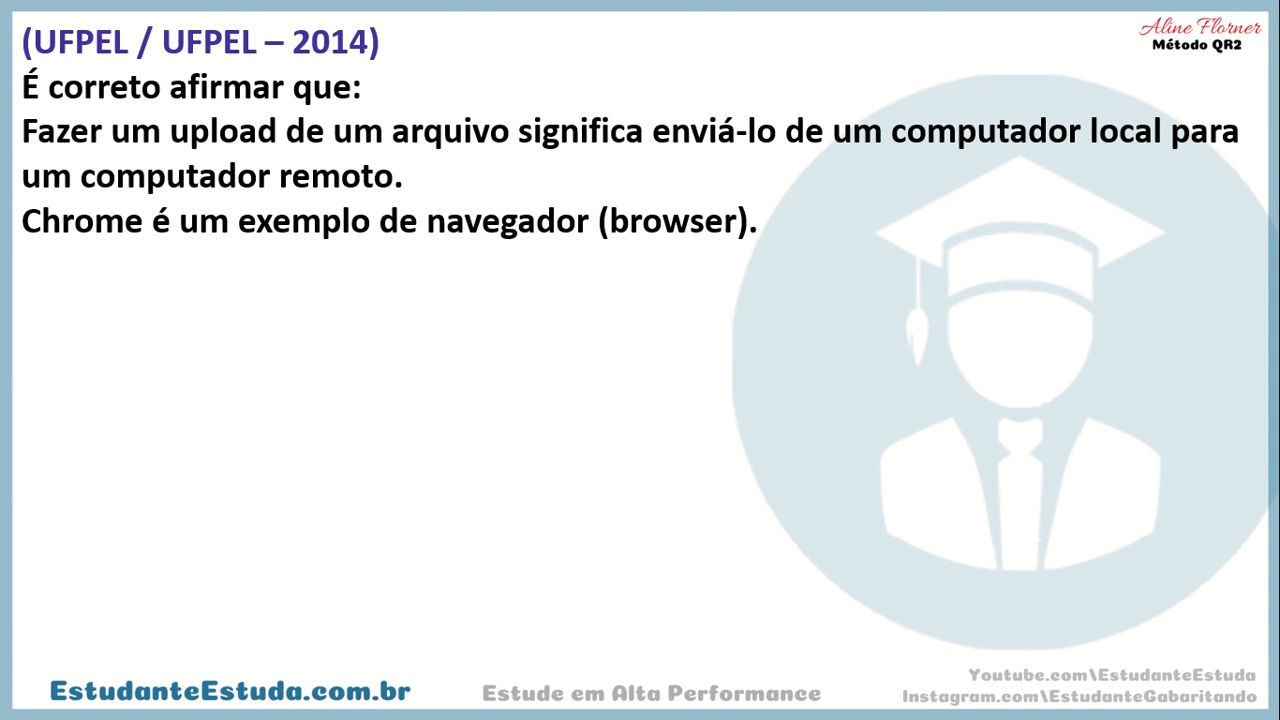 (UFPEL / UFPEL – 2014)
Aline Florner
Método QR2
É correto afirmar que:
Fazer um upload de um arquivo significa enviá-lo de um computador local para
um computador remoto.
Chrome é um exemplo de navegador (browser).
Youtube.com\EstudanteEstuda
EstudanteEstuda.com.br
Estude em Alta Performance
Instagram.com\EstudanteGabaritando